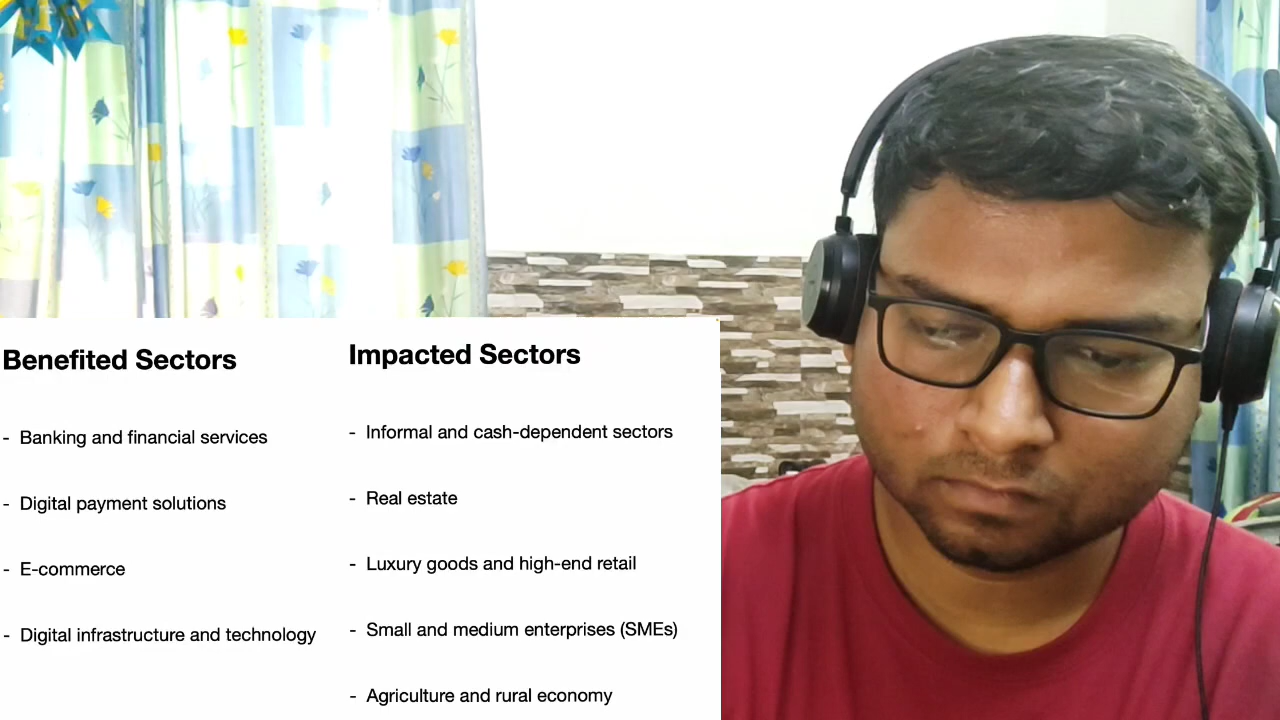 Benefited Sectors
- Banking and financial services
- Digital payment solutions
- E-commerce
- Digital infrastructure and technology
Impacted Sectors
- Informal and cash-dependent sectors
- Real estate
- Luxury goods and high-end retail
- Small and medium enterprises (SMEs)
- Agriculture and rural economy